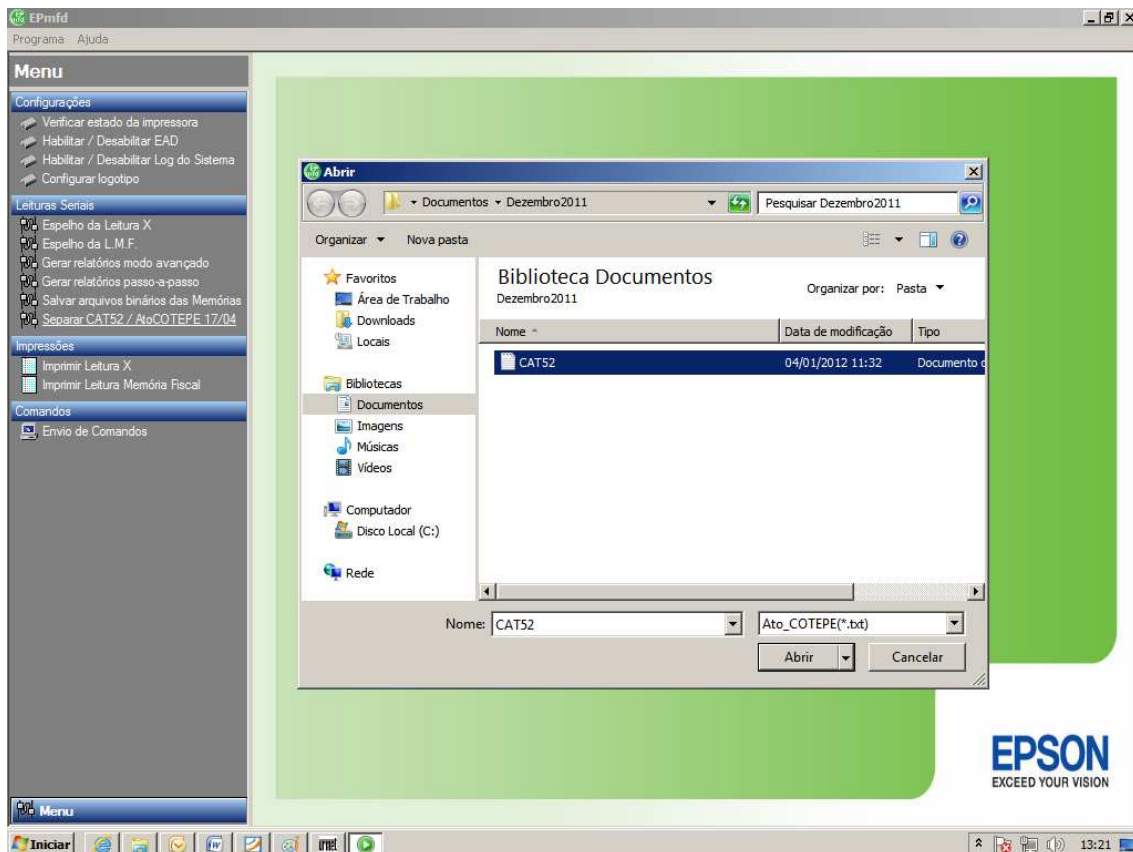 EPmfd
Programa Ajuda
Menu
Configurações
Verificar estado da impressora
Habilitar / Desabilitar EAD
Habilitar / Desabilitar Log do Sistema
Configurar logotipo
Leituras Seriais
Espelho da Leitura X
Espelho da L.M.F.
Gerar relatórios modo avançado
Gerar relatórios passo-a-passo
Salvar arquivos binários das Memórias
Separar CAT52 / AtoCOTEPE 17/04
Impressões
Imprimir Leitura X
Imprimir Leitura Memória Fiscal
Comandos
Envio de Comandos
Menu
Abrir
Documentos Dezembro2011
Pesquisar Dezembro2011
Organizar Nova pasta
Favoritos
Área de Trabalho
Downloads
Locais
Bibliotecas
Documentos
Imagens
Músicas
Vídeos
Computador
Disco Local (C:)
Rede
Biblioteca Documentos
Dezembro2011
Organizar por: Pasta
Nome Data de modificação Tipo
CAT52 04/01/2012 11:32 Documento
Nome: CAT52
Ato_COTEPE(*.txt)
Abrir Cancelar
EPSON
EXCEED YOUR VISION
Iniciar
13:21